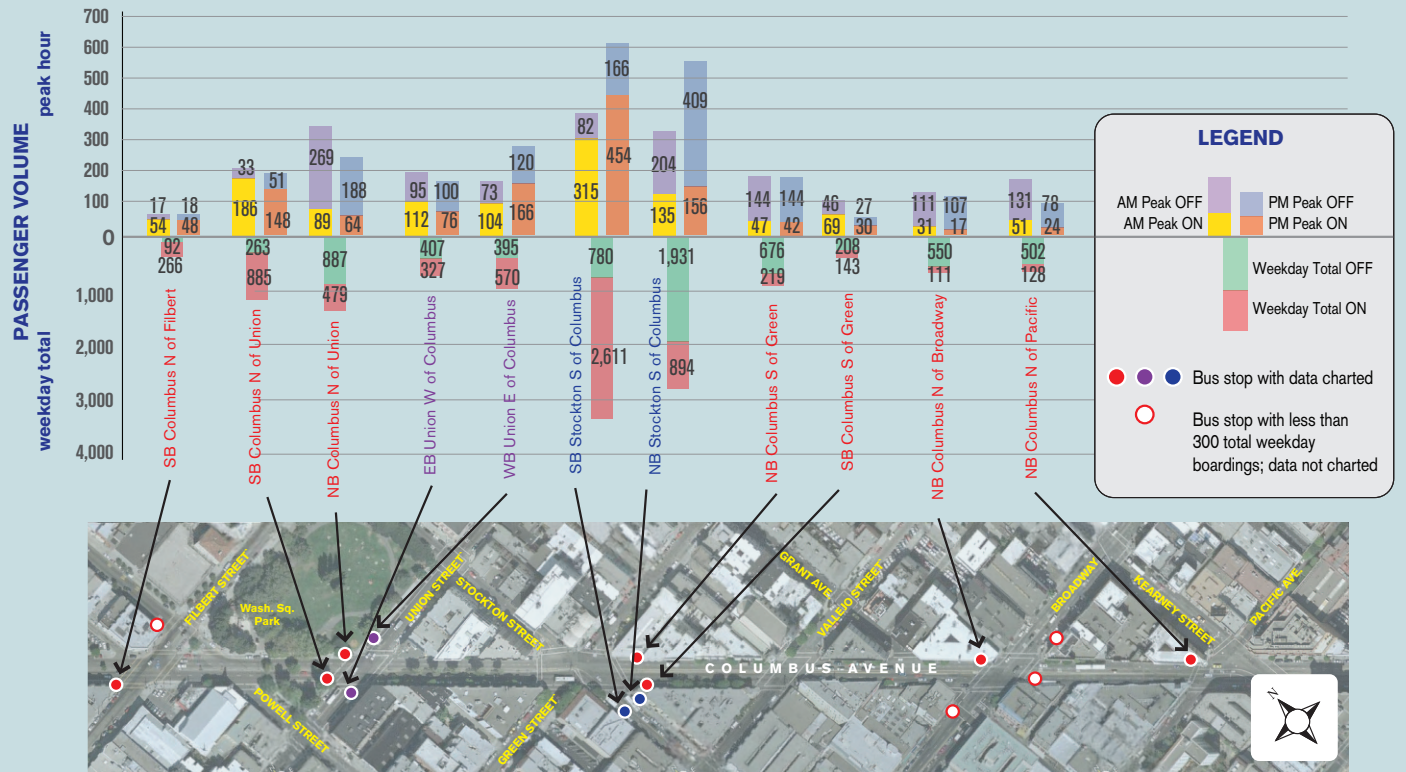 PASSENGER VOLUME
peak hour
weekday total
700
600
500
400
300
200
100
0
1,000
2,000
3,000
4,000
17 18
54 48
92
266
SB Columbus N of Filbert
33 51
186 148
263
885
SB Columbus N of Union
269 188
89 64
887
479
NB Columbus N of Union
95 100
112 76
407
327
EB Union W of Columbus
73 120
104 166
395
570
WB Union E of Columbus
82 166
315 454
780
2,611
SB Stockton S of Columbus
204 409
135 156
1,931
894
NB Stockton S of Columbus
144 144
47 42
676
219
NB Columbus S of Green
46 27
69 30
208
143
SB Columbus S of Green
111 107
31 17
550
111
NB Columbus N of Broadway
131 78
51 24
502
128
NB Columbus N of Pacific
LEGEND
AM Peak OFF PM Peak OFF
AM Peak ON PM Peak ON
Weekday Total OFF
Weekday Total ON
Bus stop with data charted
Bus stop with less than
300 total weekday
boardings; data not charted
FILBERT STREET
Wash. Sq.
Park
UNION STREET
STOCKTON STREET
POWELL STREET
GREEN STREET
COLUMBUS AVENUE
GRANT AVE.
VALLEJO STREET
BROADWAY
KEARNEY STREET
PACIFIC AVE.
N